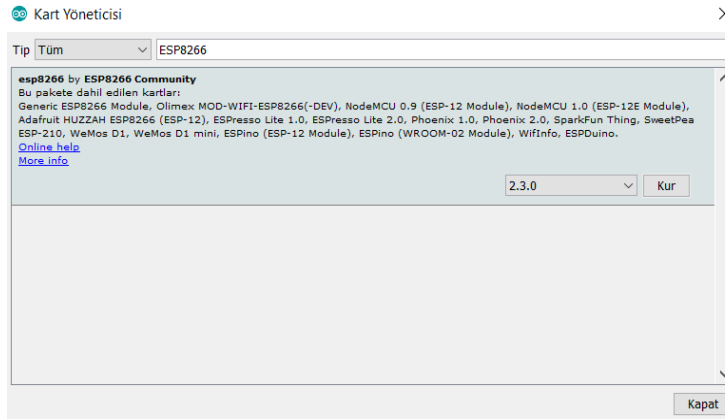 Kart Yöneticisi
Tip Tüm ESP8266
esp8266 by ESP8266 Community
Bu pakete dahil edilen kartlar:
Generic ESP8266 Module, Olimex MOD-WIFI-ESP8266(-DEV), NodeMCU 0.9 (ESP-12 Module), NodeMCU 1.0 (ESP-12E Module),
Adafruit HUZZAH ESP8266 (ESP-12), ESPresso Lite 1.0, ESPresso Lite 2.0, Phoenix 1.0, Phoenix 2.0, SparkFun Thing, SweetPea
ESP-210, WeMos D1, WeMos D1 mini, ESPino (ESP-12 Module), ESPino (WROOM-02 Module), WifInfo, ESPDuino.
Online help
More info
2.3.0 Kur
Kapat